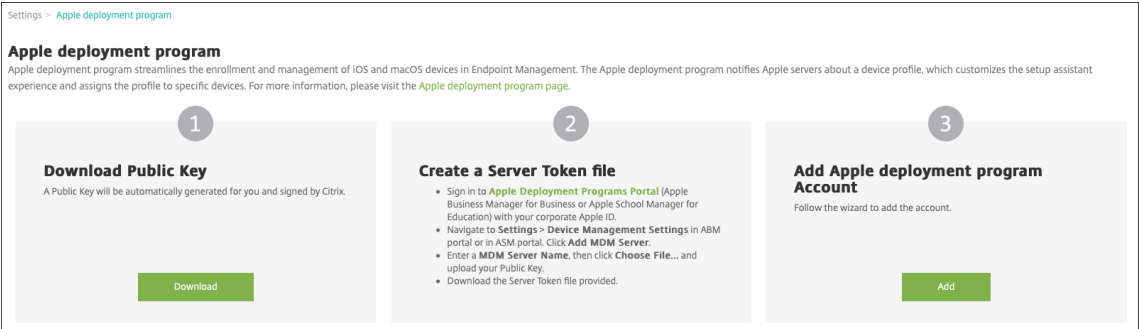 Settings > Apple deployment program
Apple deployment program
Apple deployment program streamlines the enrollment and management of iOS and macOS devices in Endpoint Management. The Apple deployment program notifies Apple servers about a device profile, which customizes the setup assistant
experience and assigns the profile to specific devices. For more information, please visit the Apple deployment program page.
1
Download Public Key
A Public Key will be automatically generated for you and signed by Citrix.
Download
2
Create a Server Token file
• Sign in to Apple Deployment Programs Portal (Apple
Business Manager for Business or Apple School Manager for
Education) with your corporate Apple ID.
• Navigate to Settings > Device Management Settings in ABM
portal or in ASM portal. Click Add MDM Server.
• Enter a MDM Server Name, then click Choose File... and
upload your Public Key.
• Download the Server Token file provided.
3
Add Apple deployment program
Account
Follow the wizard to add the account.
Add